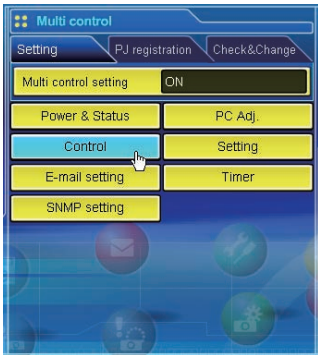 Multi control
Setting PJ registration Check&Change
Multi control setting ON
Power & Status PC Adj.
Control Setting
E-mail setting Timer
SNMP setting